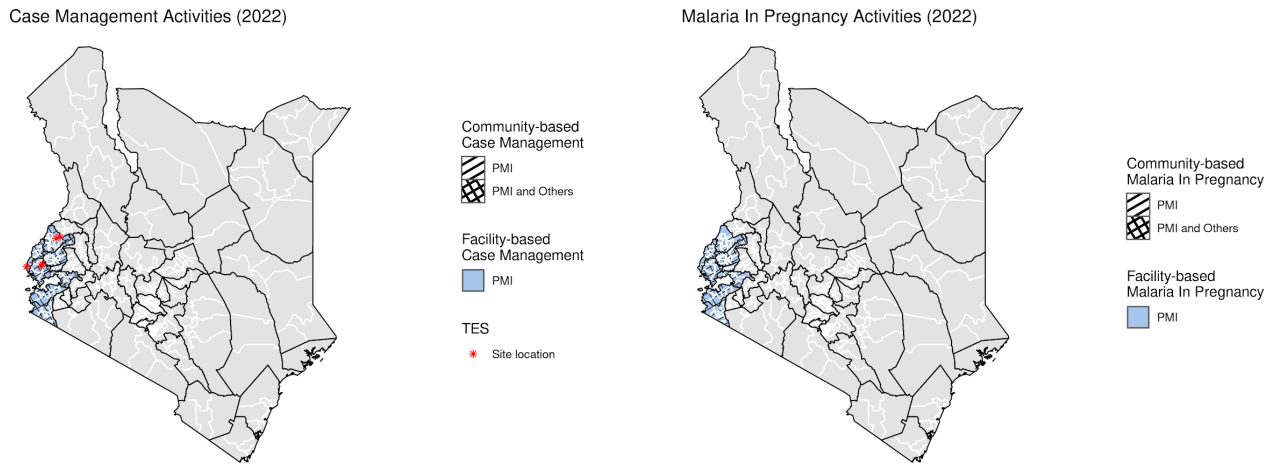 Case Management Activities (2022)
Community-based
Case Management
PMI
PMI and Others
Facility-based
Case Management
PMI
TES
Site location
Malaria In Pregnancy Activities (2022)
Community-based
Malaria In Pregnancy
PMI
PMI and Others
Facility-based
Malaria In Pregnancy
PMI